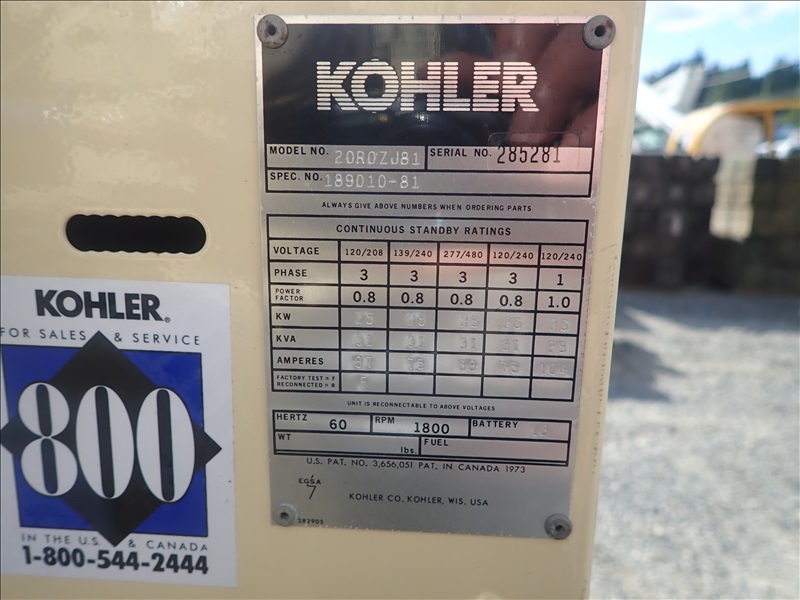 KOHLER
MODEL NO. 20ROZJ81 SERIAL NO. 285281
SPEC. NO. 189010-81
ALWAYS GIVE ABOVE NUMBERS WHEN ORDERING PARTS
CONTINUOUS STANDBY RATINGS
VOLTAGE 120/208 139/240 277/480 120/240 120/240
PHASE 3 3 3 3 1
POWER FACTOR 0.8 0.8 0.8 0.8 1.0
KW
KVA
AMPERES
FACTORY TEST = F
RECONNECTED = R
UNIT IS RECONNECTABLE TO ABOVE VOLTAGES
HERTZ 60 RPM 1800 BATTERY 12
WT lbs. FUEL
U.S. PAT. NO. 3,656,051 PAT. IN CANADA 1973
EGSA
7
KOHLER CO. KOHLER, WIS. USA
KOHLER®
FOR SALES & SERVICE
800
IN THE U.S. & CANADA
1-800-544-2444